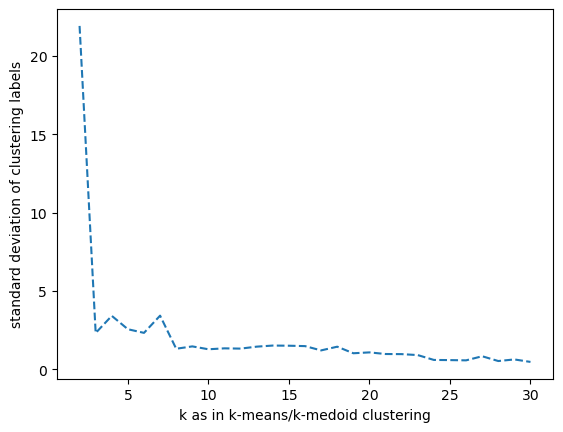 20
15
10
5
0
standard deviation of clustering labels
5 10 15 20 25 30
k as in k-means/k-medoid clustering